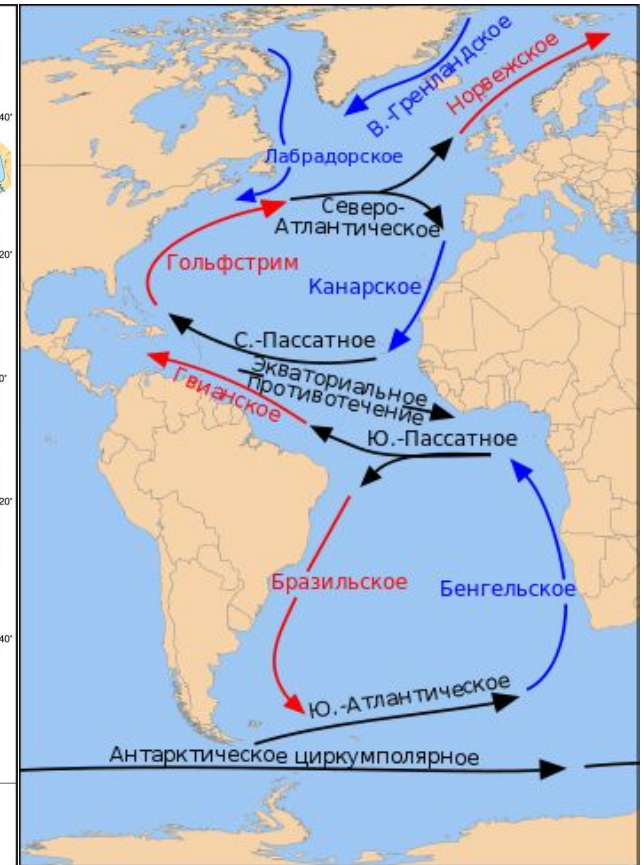 В.-Гренландское
Норвежское
40°
Лабрадорское
Северо-
Атлантическое
20°
Гольфстрим
Канарское
С.-Пассатное
Экваториальное
противотечение
0°
Гвианское
Ю.-Пассатное
20°
Бразильское
Бенгельское
40°
Ю.-Атлантическое
Антарктическое циркумполярное